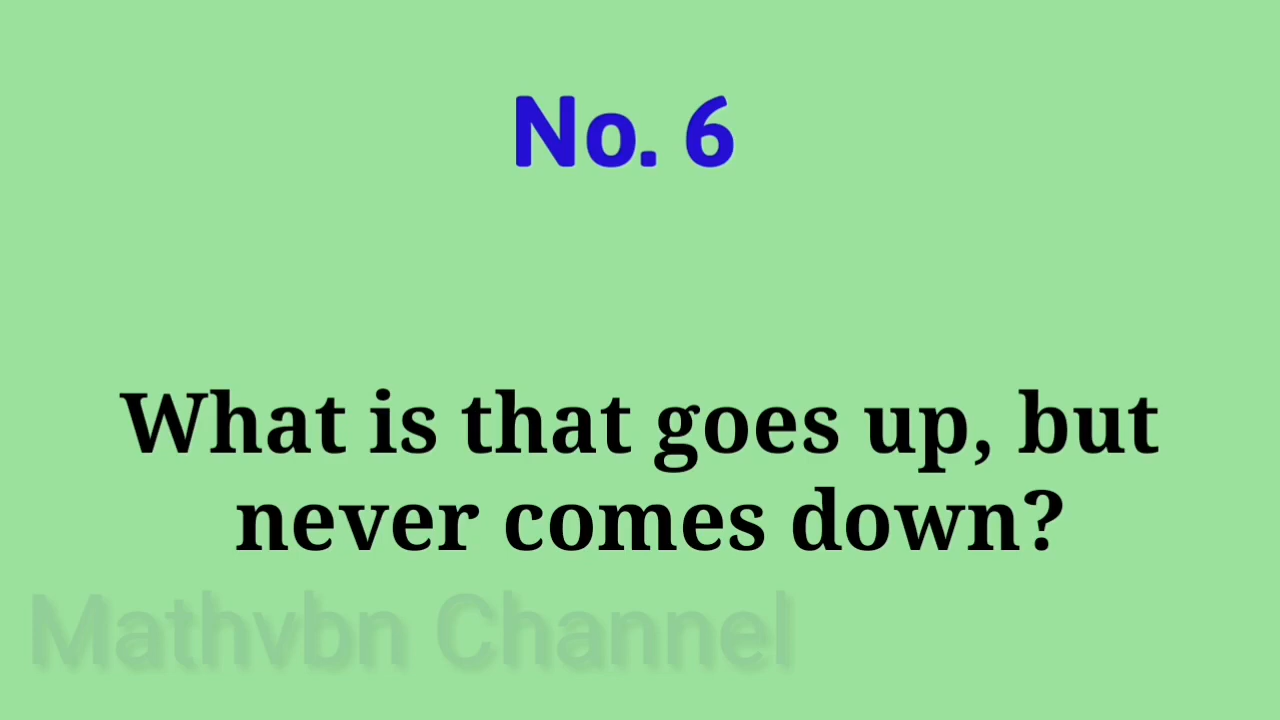 No. 6
What is that goes up, but
never comes down?
Mathvbn Channel